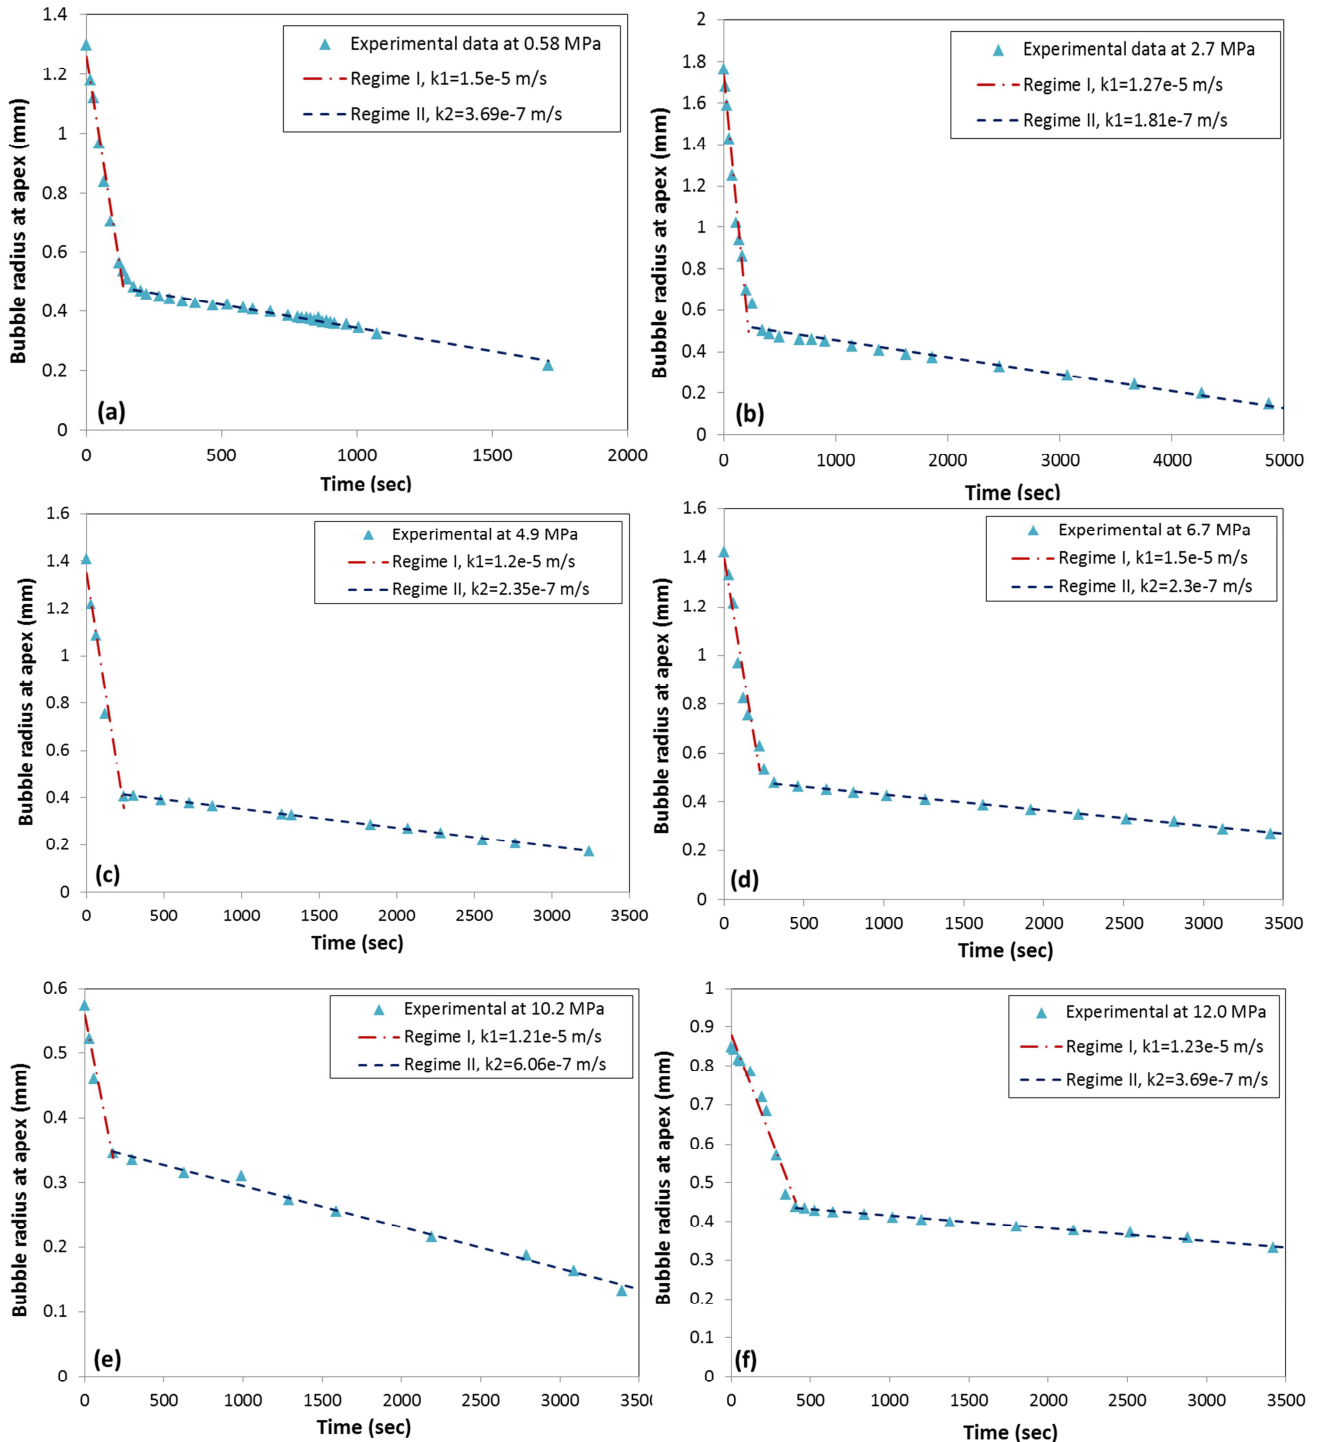 1.4
1.2
1
0.8
0.6
0.4
0.2
0
Bubble radius at apex (mm)
Experimental data at 0.58 MPa
Regime I, k1=1.5e-5 m/s
Regime II, k2=3.69e-7 m/s
(a)
0 500 1000 1500 2000
Time (sec)
2
1.8
1.6
1.4
1.2
1
0.8
0.6
0.4
0.2
0
Bubble radius at apex (mm)
Experimental data at 2.7 MPa
Regime I, k1=1.27e-5 m/s
Regime II, k1=1.81e-7 m/s
(b)
0 1000 2000 3000 4000 5000
Time (sec)
1.6
1.4
1.2
1
0.8
0.6
0.4
0.2
0
Bubble radius at apex (mm)
Experimental at 4.9 MPa
Regime I, k1=1.2e-5 m/s
Regime II, k2=2.35e-7 m/s
(c)
0 500 1000 1500 2000 2500 3000 3500
Time (sec)
1.6
1.4
1.2
1
0.8
0.6
0.4
0.2
0
Bubble radius at apex (mm)
Experimental at 6.7 MPa
Regime I, k1=1.5e-5 m/s
Regime II, k2=2.3e-7 m/s
(d)
0 500 1000 1500 2000 2500 3000 3500
Time (sec)
0.6
0.5
0.4
0.3
0.2
0.1
0
Bubble radius at apex (mm)
Experimental at 10.2 MPa
Regime I, k1=1.21e-5 m/s
Regime II, k2=6.06e-7 m/s
(e)
0 500 1000 1500 2000 2500 3000 3500
Time (sec)
1
0.9
0.8
0.7
0.6
0.5
0.4
0.3
0.2
0.1
0
Bubble radius at apex (mm)
Experimental at 12.0 MPa
Regime I, k1=1.23e-5 m/s
Regime II, k2=3.69e-7 m/s
(f)
0 500 1000 1500 2000 2500 3000 3500
Time (sec)